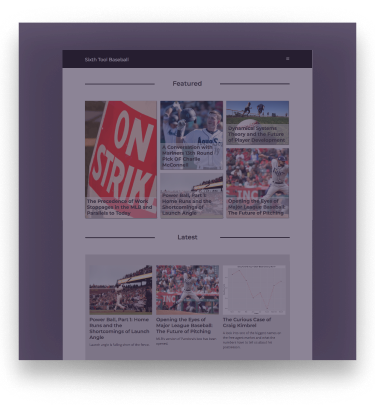 Sixth Tool Baseball
Featured
ON
STRIK
The Precedence of Work
Stoppages in the MLB and
Parallels to Today
A Conversation with
Pick OF Charlie
McConnell
Power Ball, Part 1:
Home Runs and the
Shortcomings of
Launch Angle
Dynamical Systems
Theory and the Future
of Player Development
Opening the Eyes of
Major League Baseball:
The Future of Pitching
Latest
Power Ball, Part 1: Home
Runs and the
Shortcomings of Launch
Angle
Opening the Eyes of
Major League Baseball:
The Future of Pitching
The Curious Case of
Craig Kimbrel